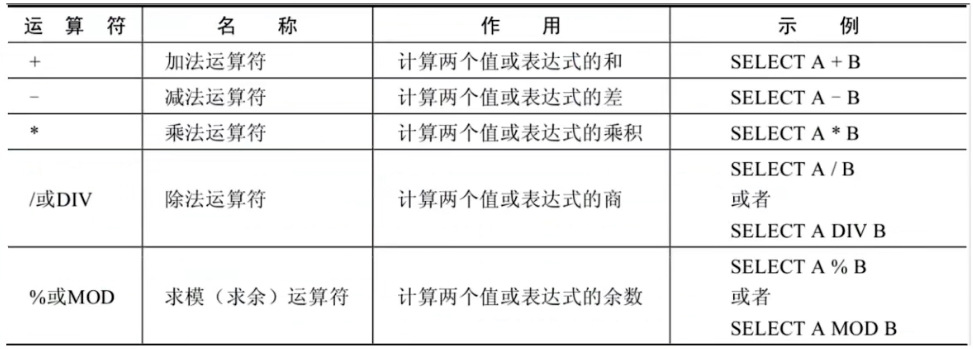 运 算 符 名 称 作 用 示 例
+ 加法运算符 计算两个值或表达式的和 SELECT A + B
– 减法运算符 计算两个值或表达式的差 SELECT A – B
* 乘法运算符 计算两个值或表达式的乘积 SELECT A * B
/或DIV 除法运算符 计算两个值或表达式的商 SELECT A / B
或者
SELECT A DIV B
%或MOD 求模（求余）运算符 计算两个值或表达式的余数 SELECT A % B
或者
SELECT A MOD B